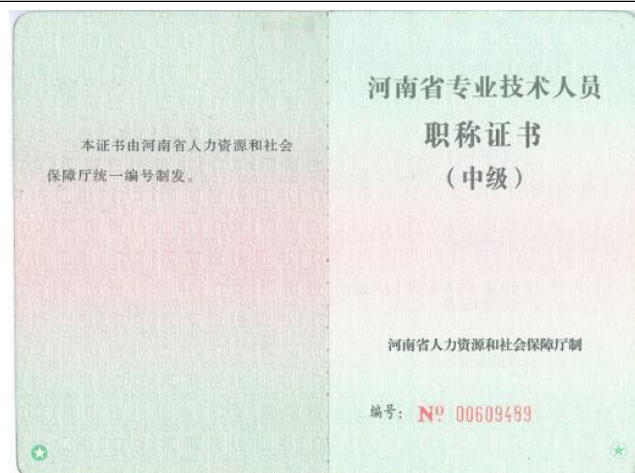 本证书由河南省人力资源和社会
保障厅统一编号制发。
河南省专业技术人员
职称证书
（中级）
河南省人力资源和社会保障厅制
编号：Nº 00609489